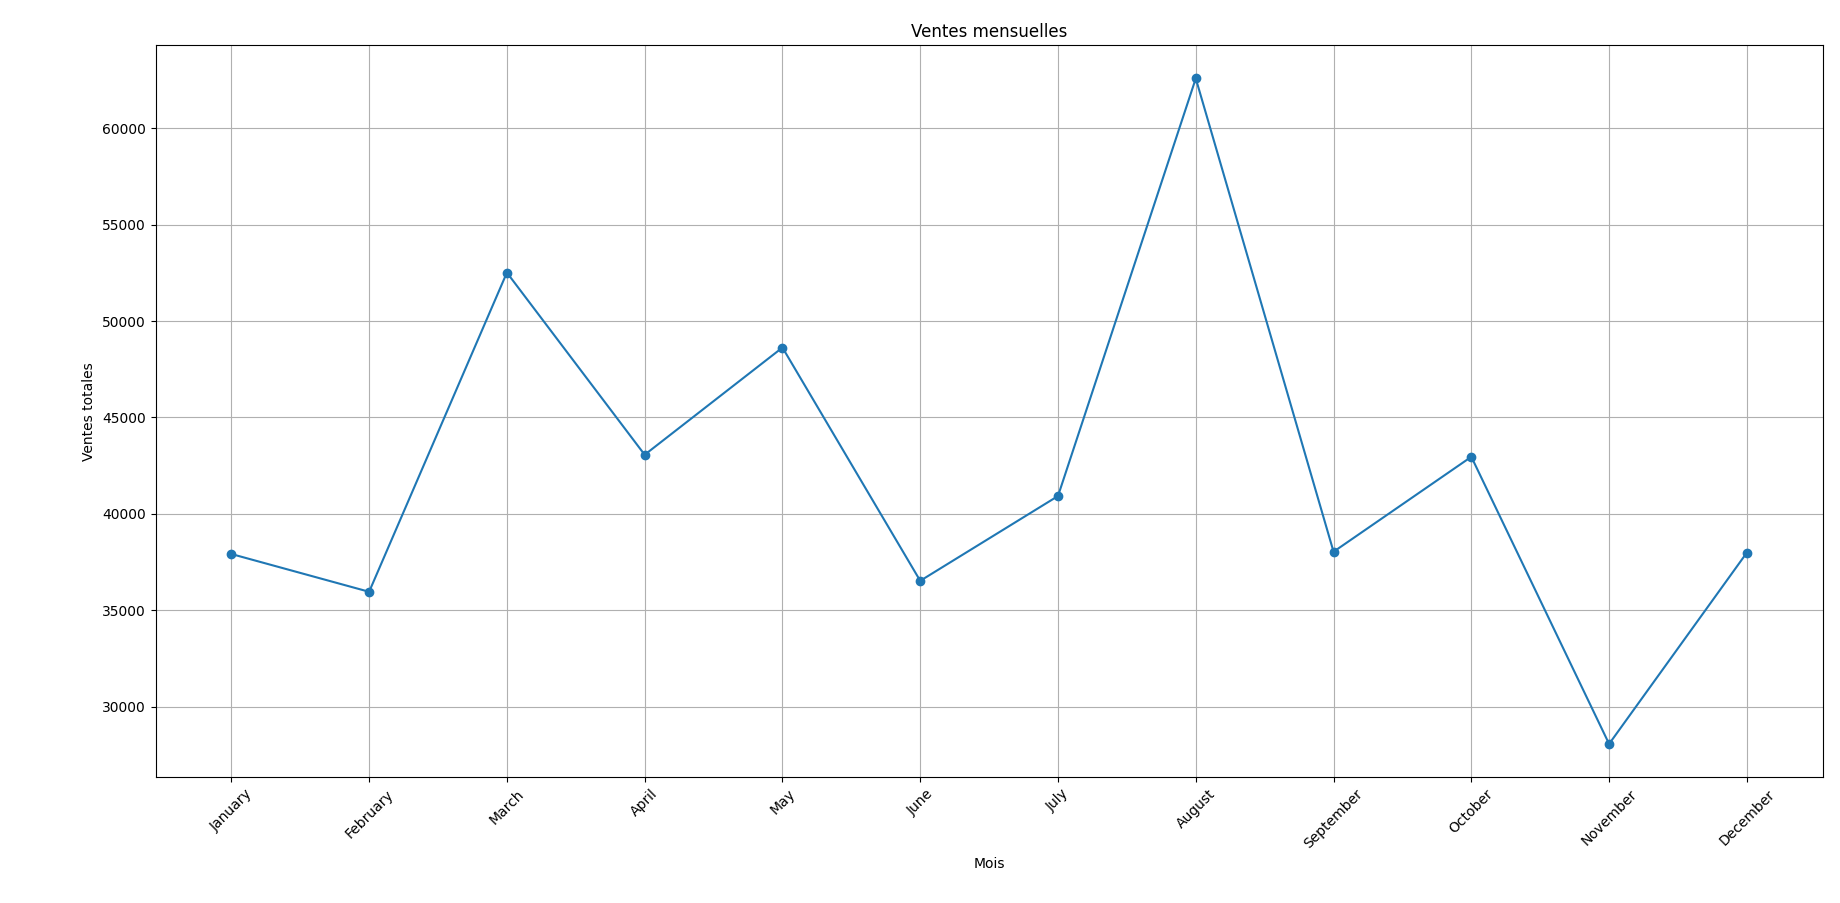 Ventes mensuelles
60000
55000
50000
45000
40000
35000
30000
Ventes totales
January
February
March
April
May
June
July
August
September
October
November
December
Mois